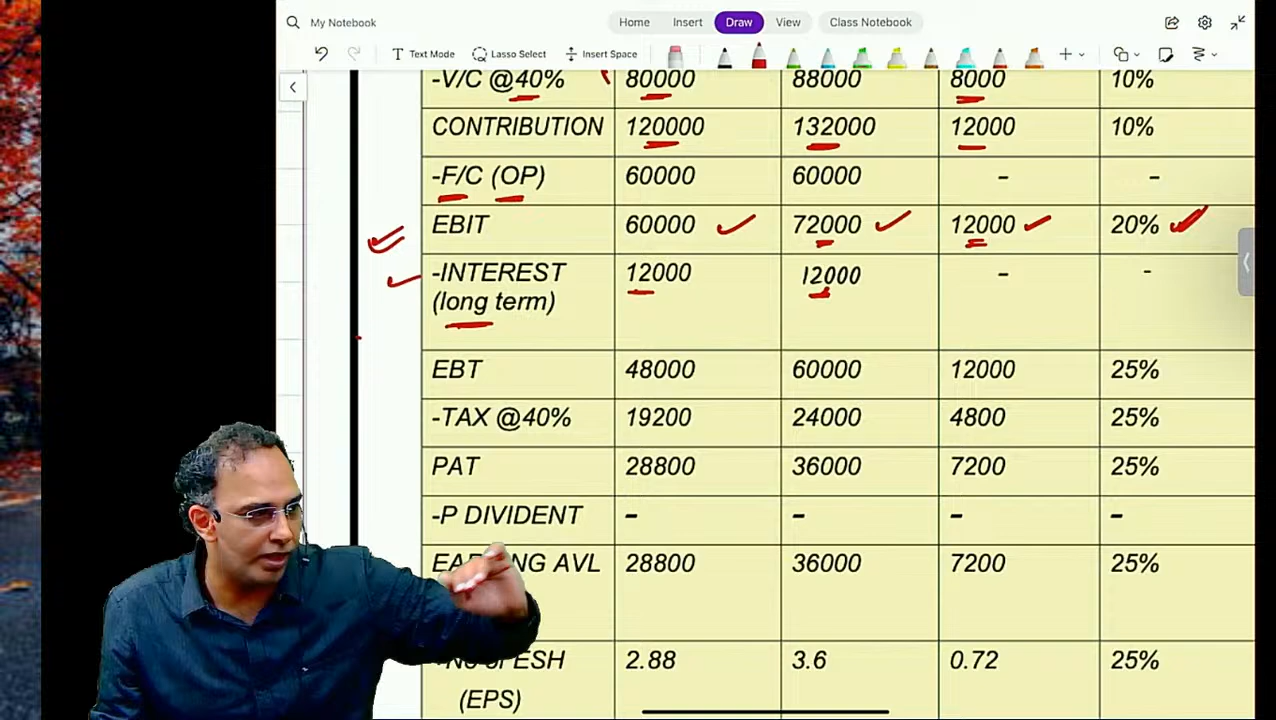 My Notebook
Home Insert Draw View Class Notebook
Text Mode Lasso Select Insert Space
-V/C @40% 80000 88000 8000 10%
CONTRIBUTION 120000 132000 12000 10%
-F/C (OP) 60000 60000 - -
EBIT 60000 72000 12000 20%
-INTEREST 12000 12000 - -
(long term)
EBT 48000 60000 12000 25%
-TAX @40% 19200 24000 4800 25%
PAT 28800 36000 7200 25%
-P DIVIDENT - - - -
AVL 28800 36000 7200 25%
2.88 3.6 0.72 25%
(EPS)